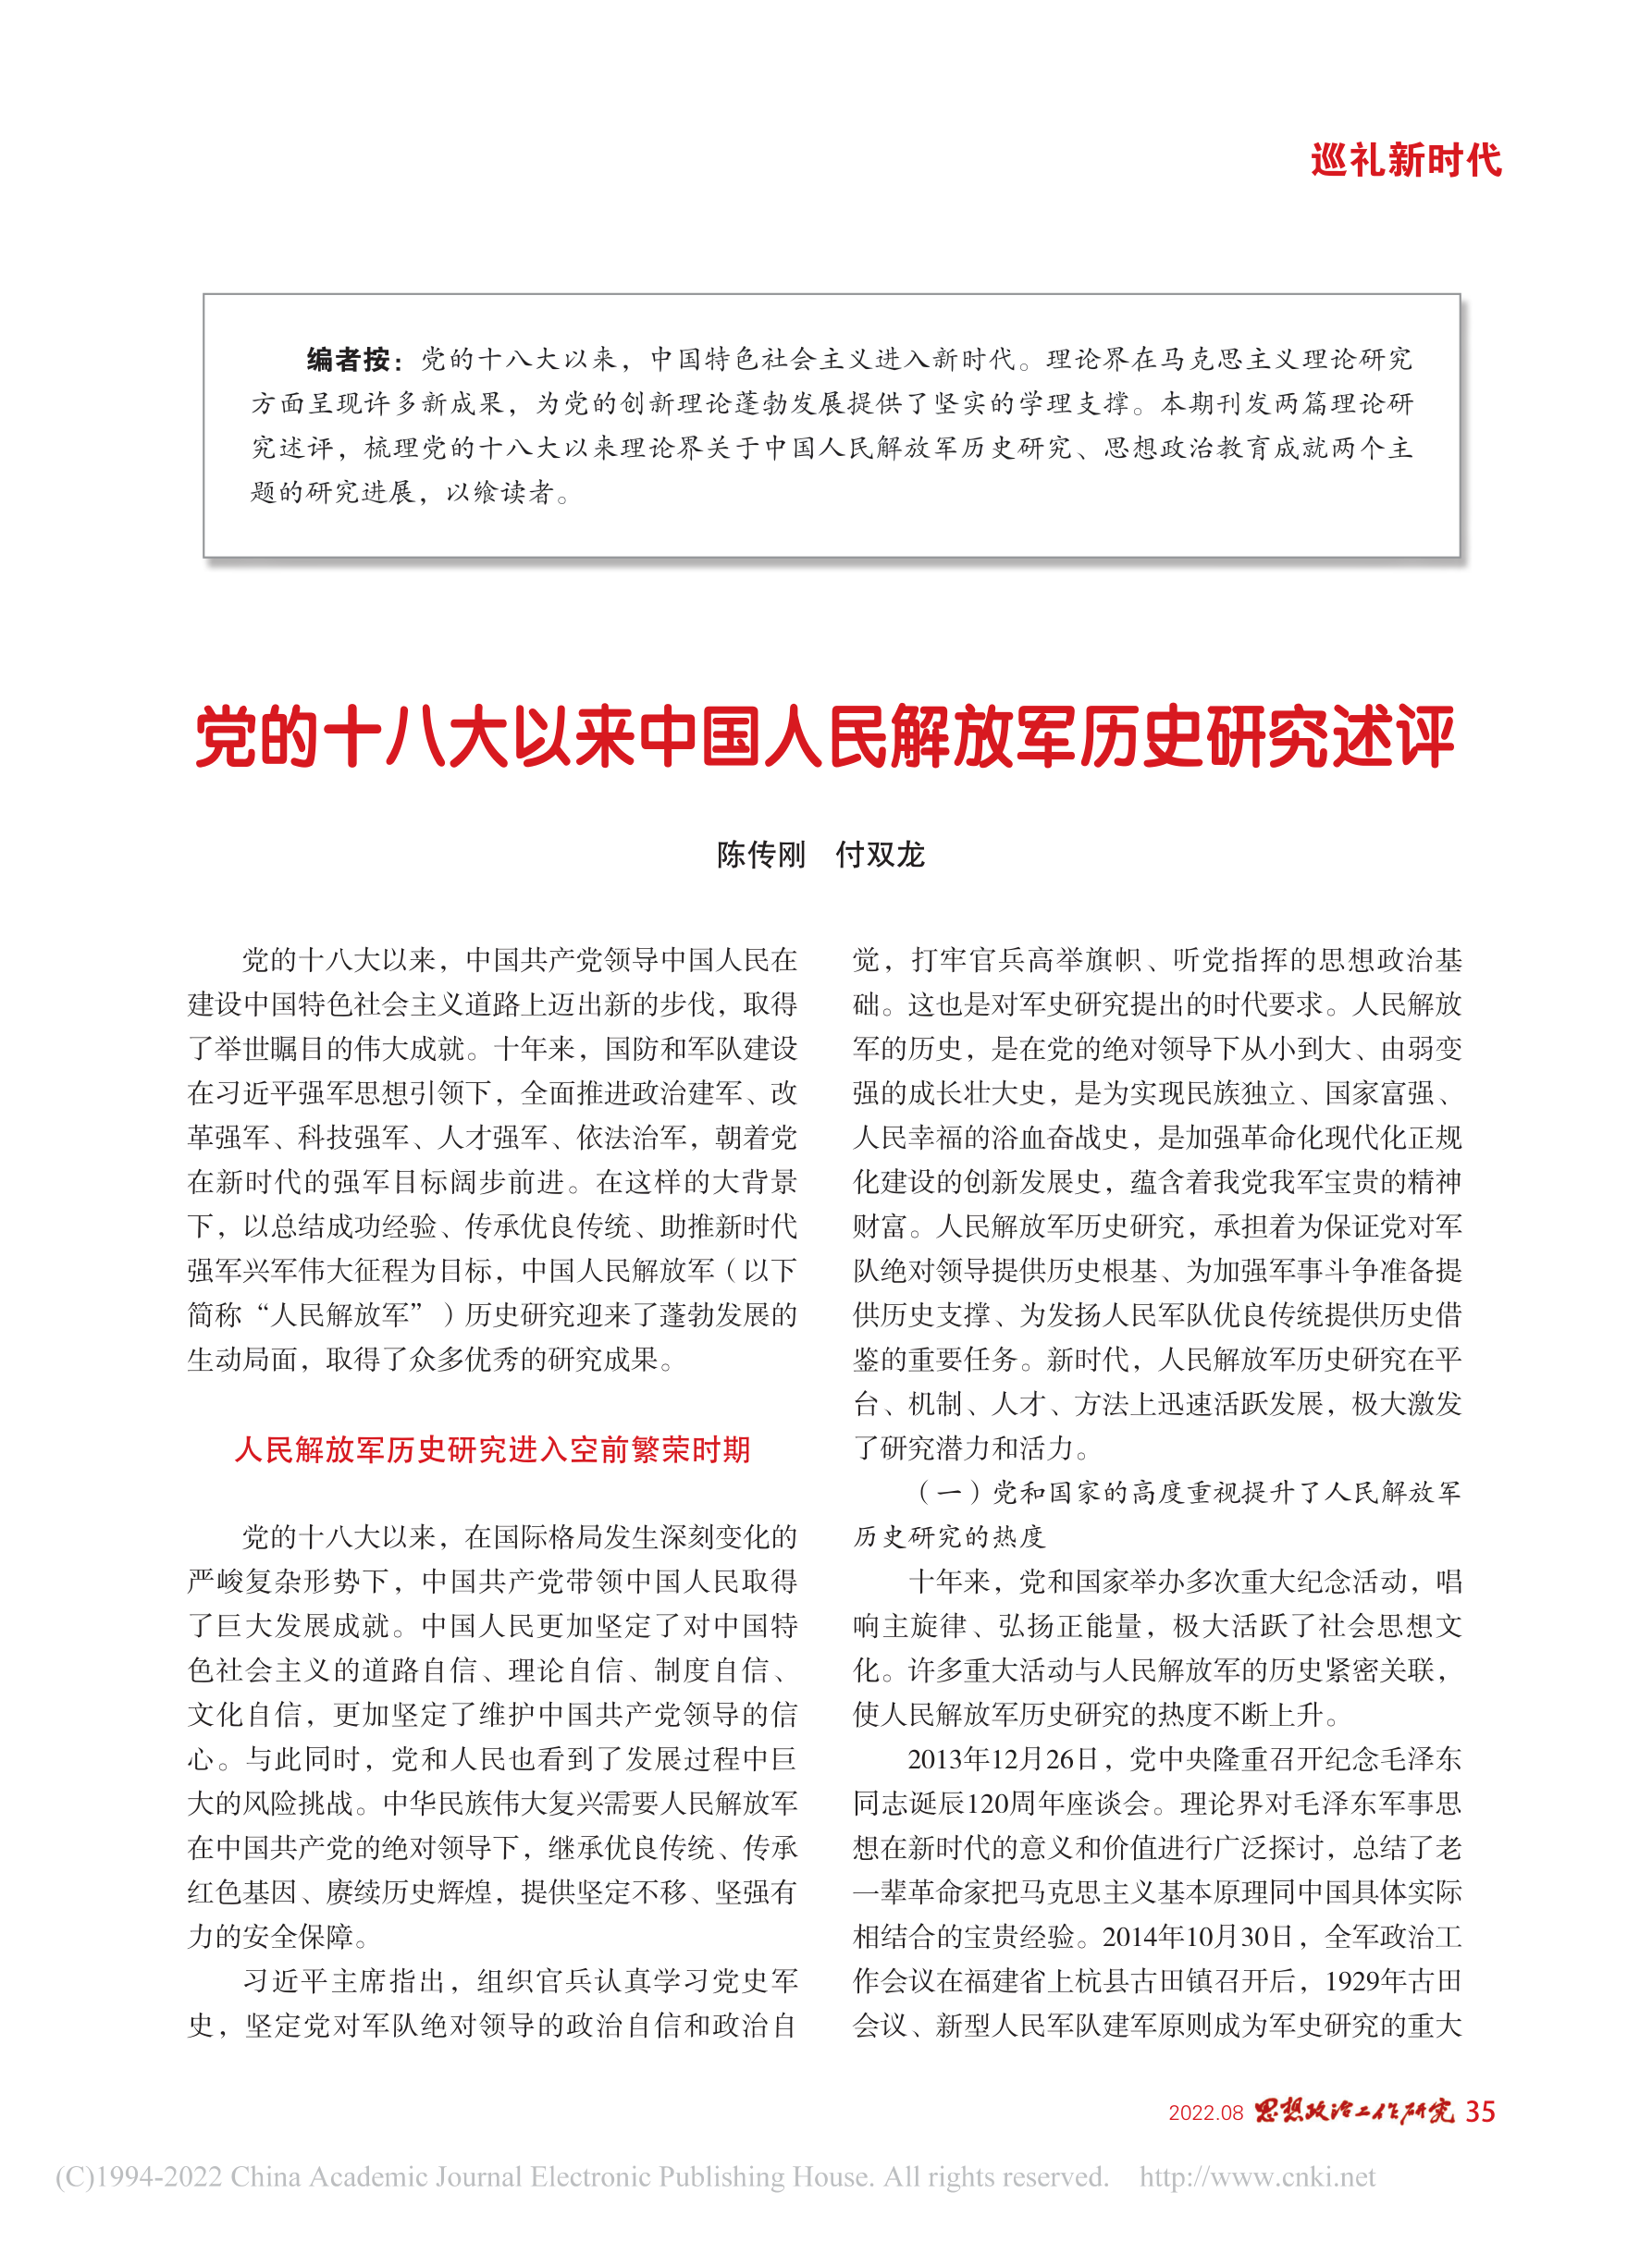 巡礼新时代
编者按：党的十八大以来，中国特色社会主义进入新时代。理论界在马克思主义理论研究
方面呈现许多新成果，为党的创新理论蓬勃发展提供了坚实的学理支撑。本期刊发两篇理论研
究述评，梳理党的十八大以来理论界关于中国人民解放军历史研究、思想政治教育成就两个主
题的研究进展，以飨读者。
党的十八大以来中国人民解放军历史研究述评
陈传刚　付双龙
党的十八大以来，中国共产党领导中国人民在
建设中国特色社会主义道路上迈出新的步伐，取得
了举世瞩目的伟大成就。十年来，国防和军队建设
在习近平强军思想引领下，全面推进政治建军、改
革强军、科技强军、人才强军、依法治军，朝着党
在新时代的强军目标阔步前进。在这样的大背景
下，以总结成功经验、传承优良传统、助推新时代
强军兴军伟大征程为目标，中国人民解放军（以下
简称“人民解放军”）历史研究迎来了蓬勃发展的
生动局面，取得了众多优秀的研究成果。
人民解放军历史研究进入空前繁荣时期
党的十八大以来，在国际格局发生深刻变化的
严峻复杂形势下，中国共产党带领中国人民取得
了巨大发展成就。中国人民更加坚定了对中国特
色社会主义的道路自信、理论自信、制度自信、
文化自信，更加坚定了维护中国共产党领导的信
心。与此同时，党和人民也看到了发展过程中巨
大的风险挑战。中华民族伟大复兴需要人民解放军
在中国共产党的绝对领导下，继承优良传统、传承
红色基因、赓续历史辉煌，提供坚定不移、坚强有
力的安全保障。
习近平主席指出，组织官兵认真学习党史军
史，坚定党对军队绝对领导的政治自信和政治自
觉，打牢官兵高举旗帜、听党指挥的思想政治基
础。这也是对军史研究提出的时代要求。人民解放
军的历史，是在党的绝对领导下从小到大、由弱变
强的成长壮大史，是为实现民族独立、国家富强、
人民幸福的浴血奋战史，是加强革命化现代化正规
化建设的创新发展史，蕴含着我党我军宝贵的精神
财富。人民解放军历史研究，承担着为保证党对军
队绝对领导提供历史根基、为加强军事斗争准备提
供历史支撑、为发扬人民军队优良传统提供历史借
鉴的重要任务。新时代，人民解放军历史研究在平
台、机制、人才、方法上迅速活跃发展，极大激发
了研究潜力和活力。
（一）党和国家的高度重视提升了人民解放军
历史研究的热度
十年来，党和国家举办多次重大纪念活动，唱
响主旋律、弘扬正能量，极大活跃了社会思想文
化。许多重大活动与人民解放军的历史紧密关联，
使人民解放军历史研究的热度不断上升。
2013年12月26日，党中央隆重召开纪念毛泽东
同志诞辰120周年座谈会。理论界对毛泽东军事思
想在新时代的意义和价值进行广泛探讨，总结了老
一辈革命家把马克思主义基本原理同中国具体实际
相结合的宝贵经验。2014年10月30日，全军政治工
作会议在福建省上杭县古田镇召开后，1929年古田
会议、新型人民军队建军原则成为军史研究的重大
2022.08 思想政治工作研究 35
(C)1994-2022 China Academic Journal Electronic Publishing House. All rights reserved. http://www.cnki.net